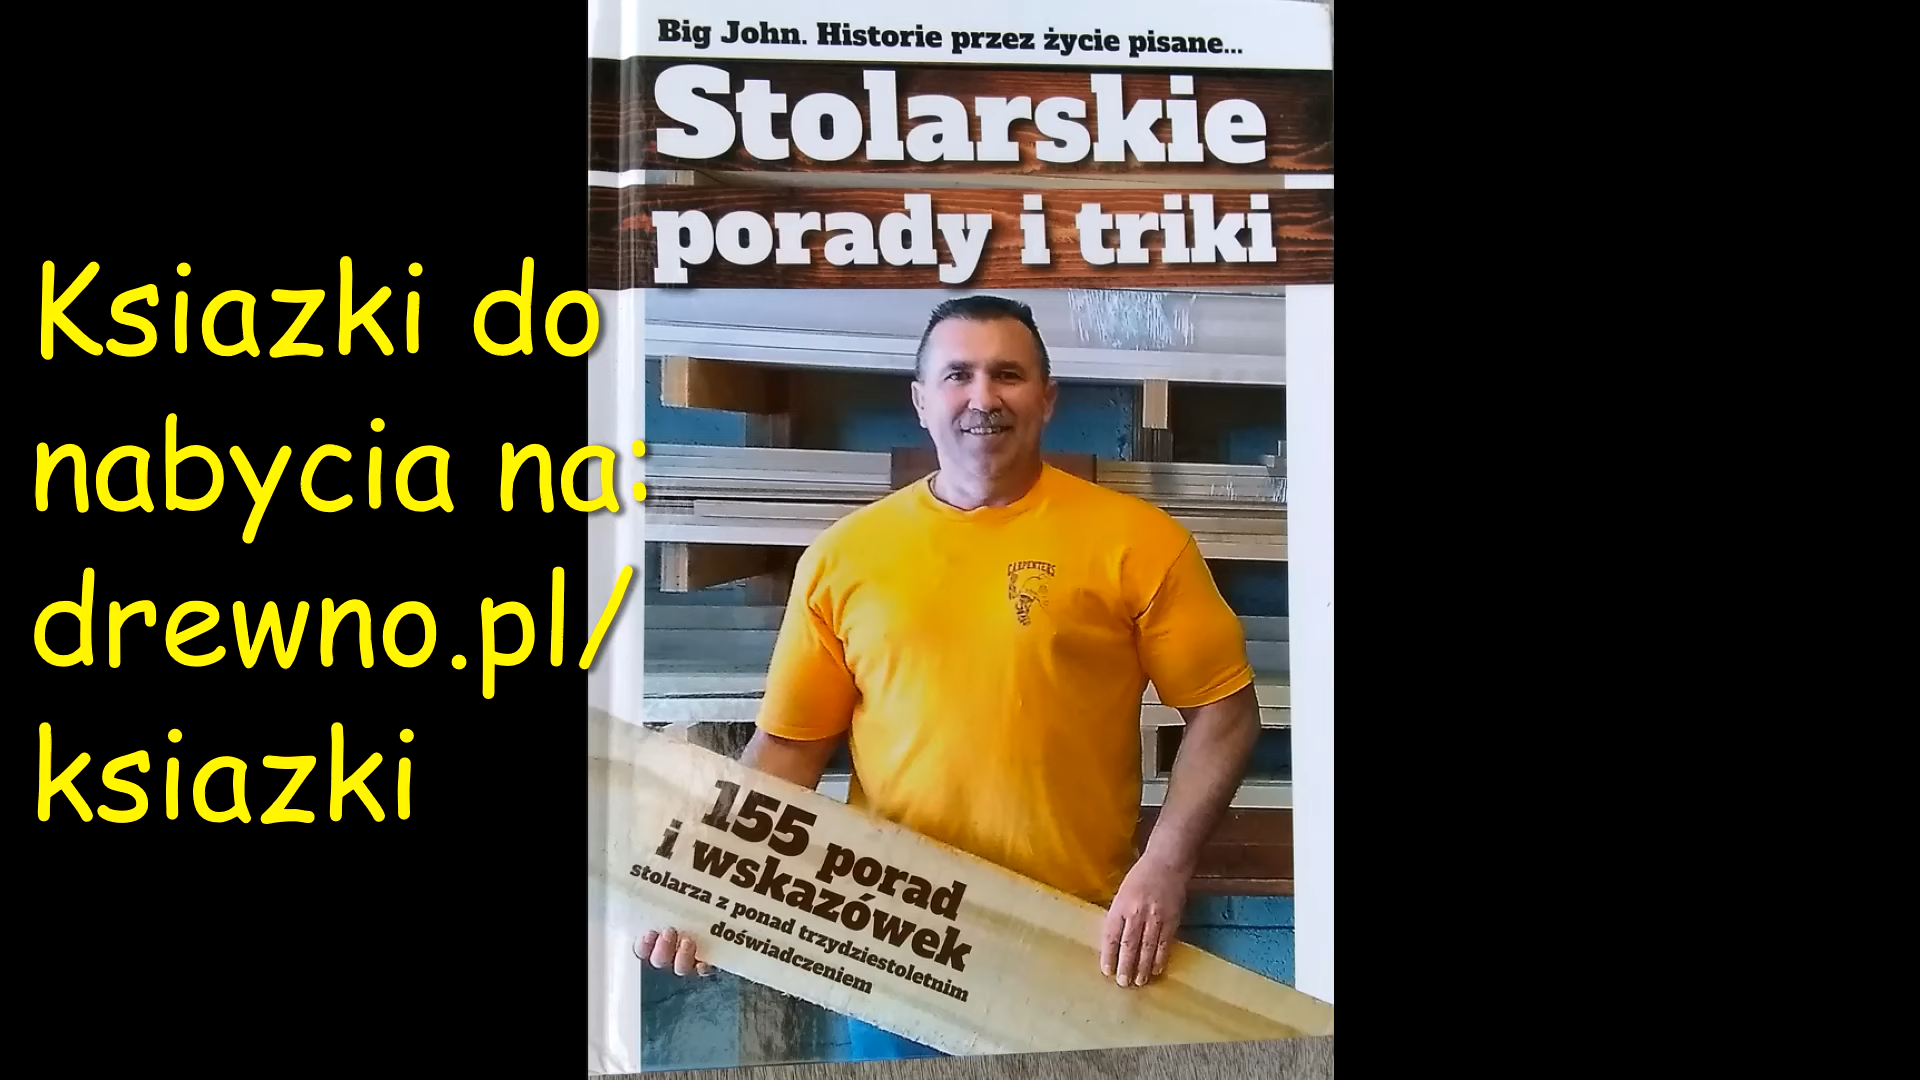 Big John. Historie przez życie pisane...
Stolarskie
porady i triki
Ksiazki do
nabycia na:
drewno.pl/
ksiazki
CARPENTERS
155 porad
i wskazówek
stolarza z ponad trzydziestoletnim
doświadczeniem